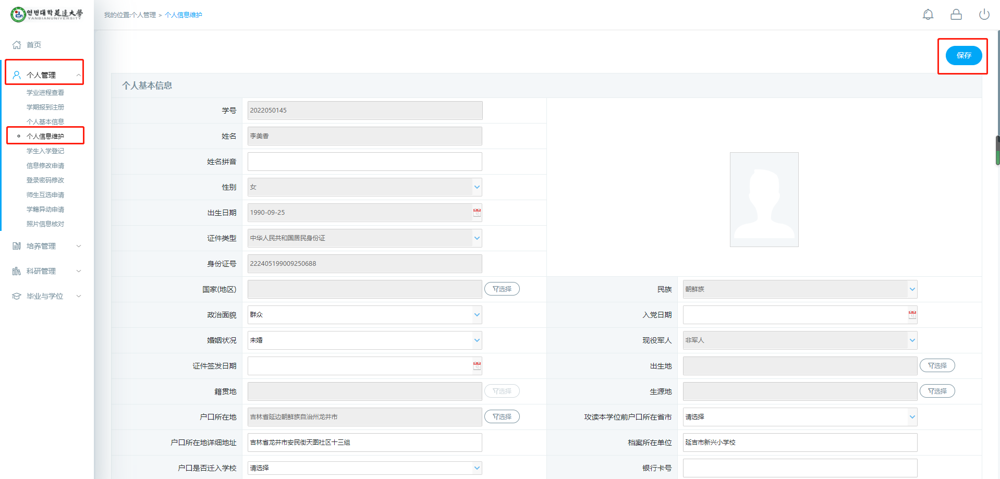 연변대학 延邊大學
YANBIANUNIVERSITY
我的位置:个人管理 > 个人信息维护
首页
个人管理
学业进程查看
学期报到注册
个人基本信息
个人信息维护
学生入学登记
信息修改申请
登录密码修改
师生互选申请
学籍异动申请
照片信息核对
培养管理
科研管理
毕业与学位
保存
个人基本信息
学号 2022050145
姓名 李美香
姓名拼音
性别 女
出生日期 1990-09-25
证件类型 中华人民共和国居民身份证
身份证号 222405199009250688
国家(地区) 选择 民族 朝鲜族
政治面貌 群众 入党日期
婚姻状况 未婚 现役军人 非军人
证件签发日期 出生地 选择
籍贯地 选择 生源地 选择
户口所在地 吉林省延边朝鲜族自治州龙井市 选择 攻读本学位前户口所在省市 请选择
户口所在地详细地址 吉林省龙井市安民街天图社区十三组 档案所在单位 延吉市新兴小学校
户口是否迁入学校 请选择 银行卡号